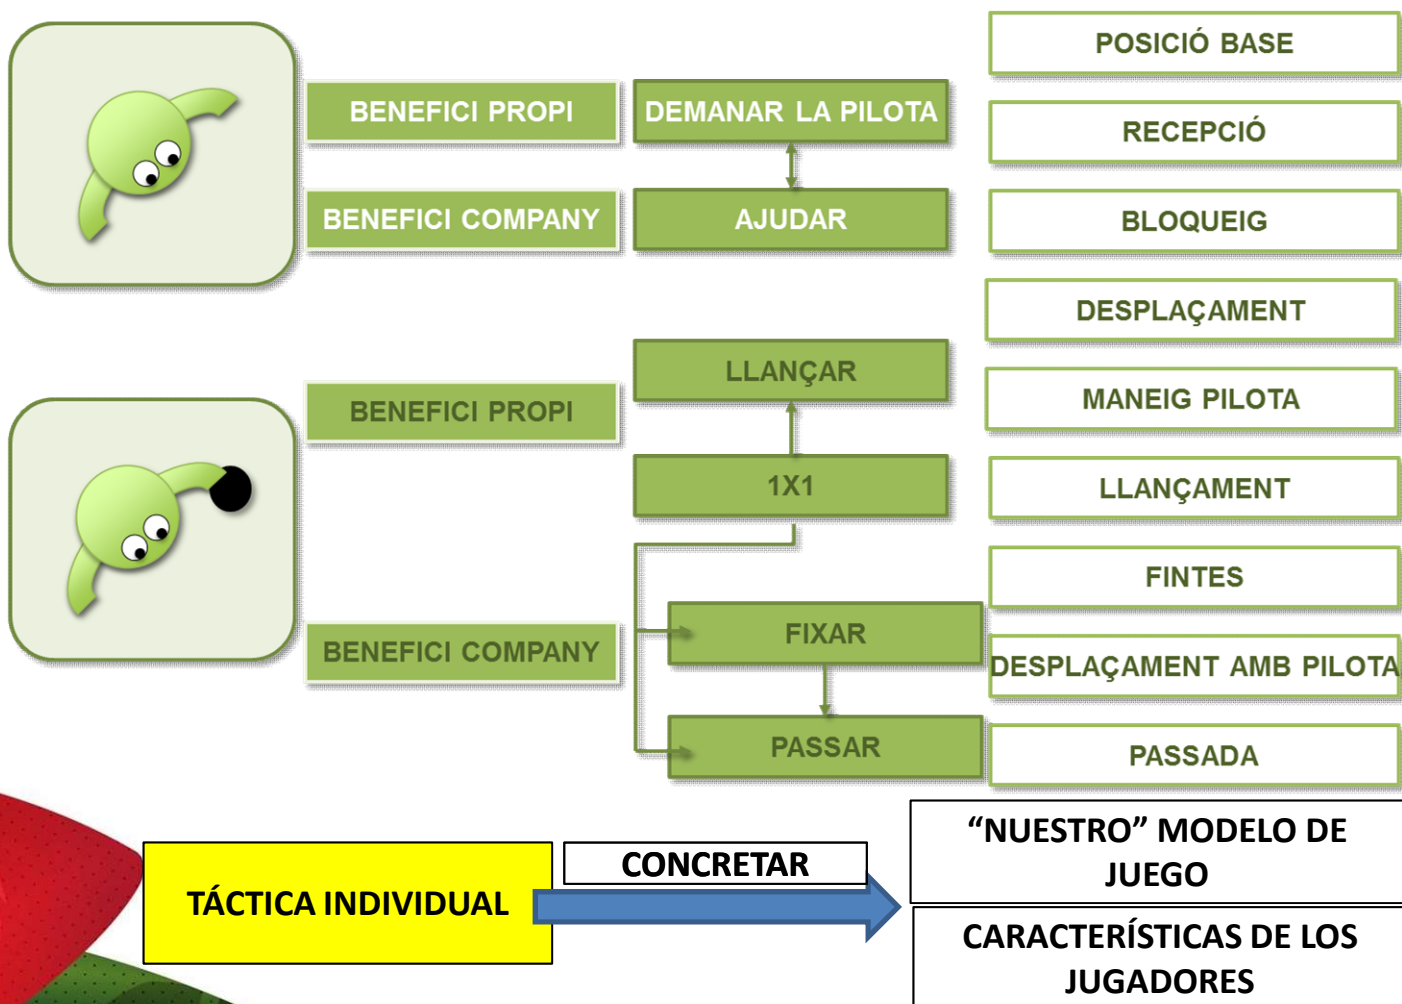 BENEFICI PROPI
DEMANAR LA PILOTA
BENEFICI COMPANY
AJUDAR
BENEFICI PROPI
LLANÇAR
1X1
BENEFICI COMPANY
FIXAR
PASSAR
POSICIÓ BASE
RECEPCIÓ
BLOQUEIG
DESPLAÇAMENT
MANEIG PILOTA
LLANÇAMENT
FINTES
DESPLAÇAMENT AMB PILOTA
PASSADA
TÁCTICA INDIVIDUAL
CONCRETAR
“NUESTRO” MODELO DE
JUEGO
CARACTERÍSTICAS DE LOS
JUGADORES